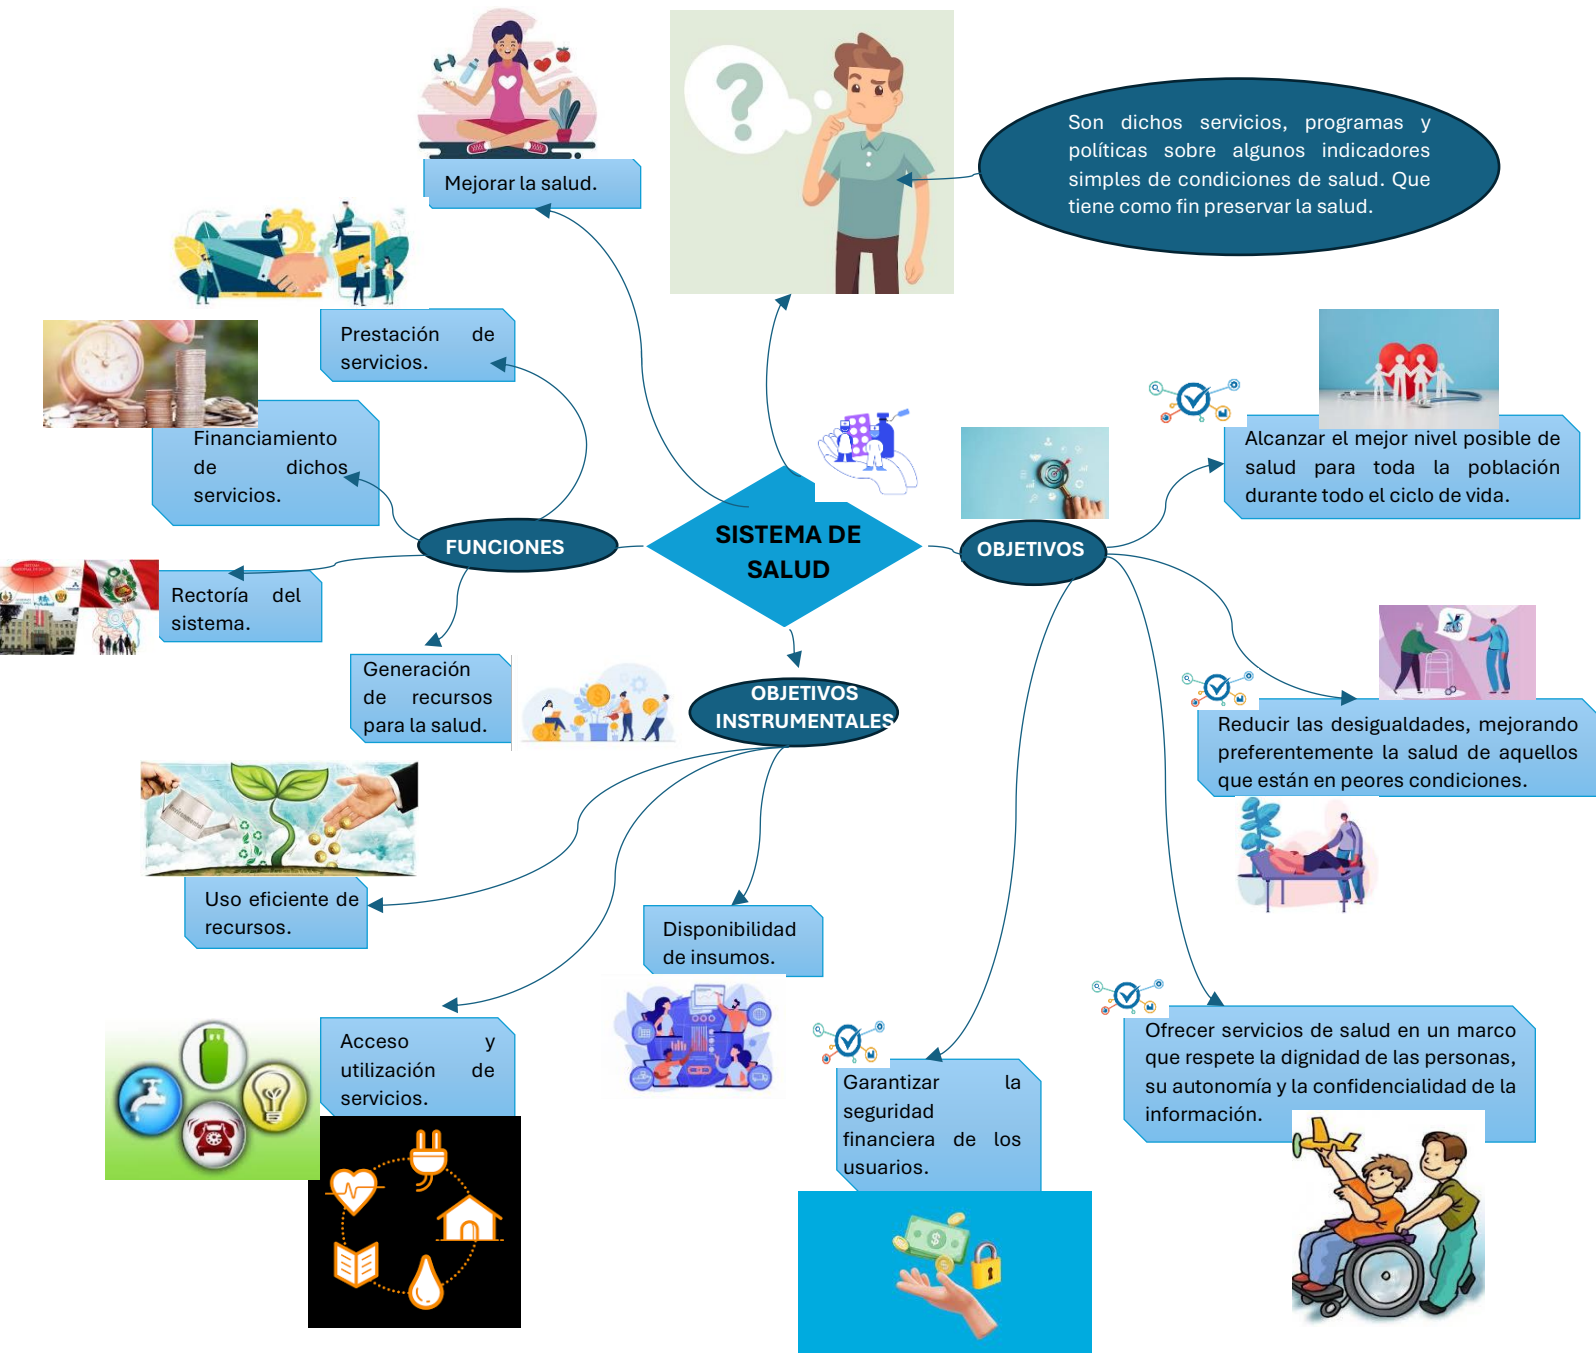 Mejorar la salud.
Son dichos servicios, programas y
políticas sobre algunos indicadores
simples de condiciones de salud. Que
tiene como fin preservar la salud.
Prestación de
servicios.
Financiamiento
de dichos
servicios.
Alcanzar el mejor nivel posible de
salud para toda la población
durante todo el ciclo de vida.
FUNCIONES
SISTEMA DE
SALUD
OBJETIVOS
Rectoría del
sistema.
Generación
de recursos
para la salud.
OBJETIVOS
INSTRUMENTALES
Reducir las desigualdades, mejorando
preferentemente la salud de aquellos
que están en peores condiciones.
Uso eficiente de
recursos.
Disponibilidad
de insumos.
Acceso y
utilización de
servicios.
Garantizar la
seguridad
financiera de los
usuarios.
Ofrecer servicios de salud en un marco
que respete la dignidad de las personas,
su autonomía y la confidencialidad de la
información.